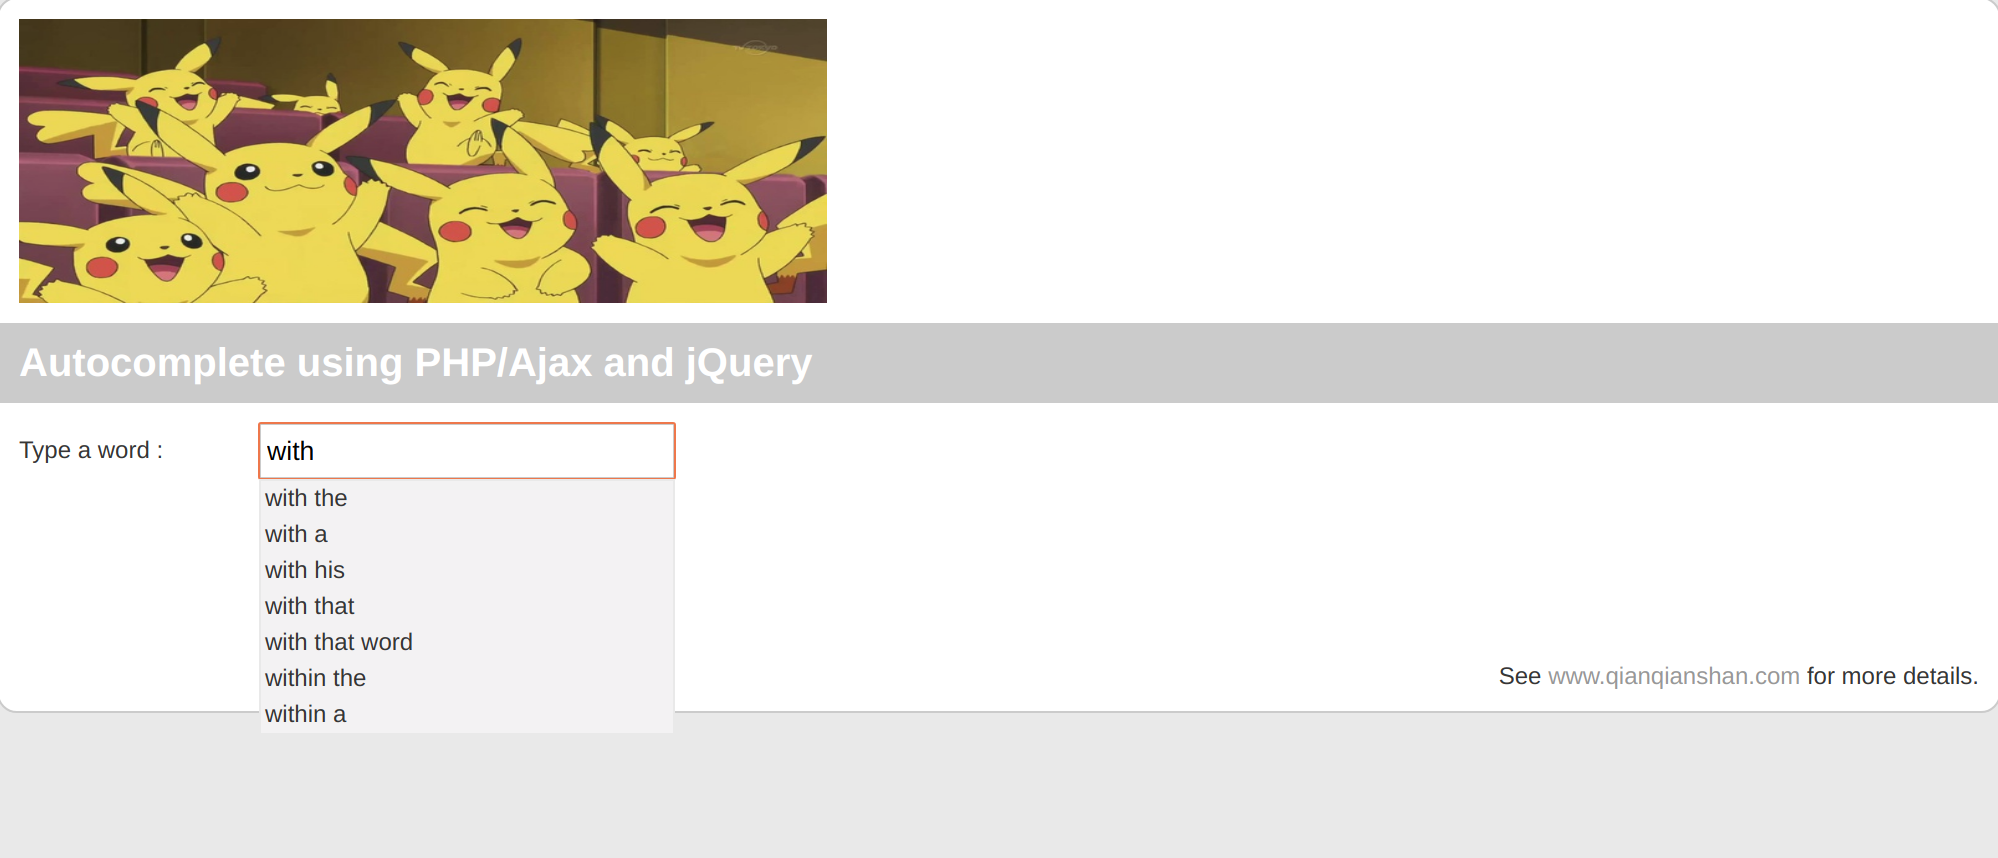 Autocomplete using PHP/Ajax and jQuery
Type a word :
with
with the
with a
with his
with that
with that word
within the
within a
See www.qianqianshan.com for more details.